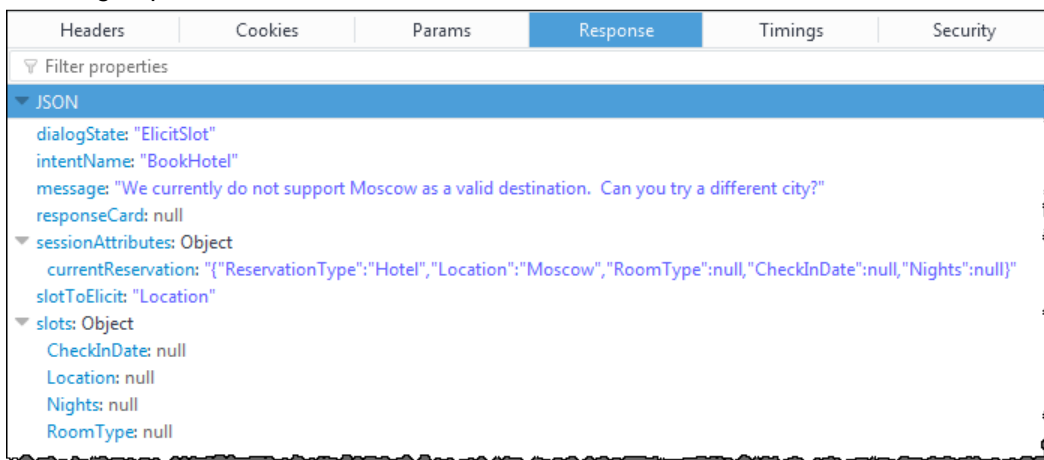 Headers Cookies Params Response Timings Security
Filter properties
JSON
dialogState: "ElicitSlot"
intentName: "BookHotel"
message: "We currently do not support Moscow as a valid destination.  Can you try a different city?"
responseCard: null
sessionAttributes: Object
currentReservation: "{"ReservationType":"Hotel","Location":"Moscow","RoomType":null,"CheckInDate":null,"Nights":null}"
slotToElicit: "Location"
slots: Object
CheckInDate: null
Location: null
Nights: null
RoomType: null